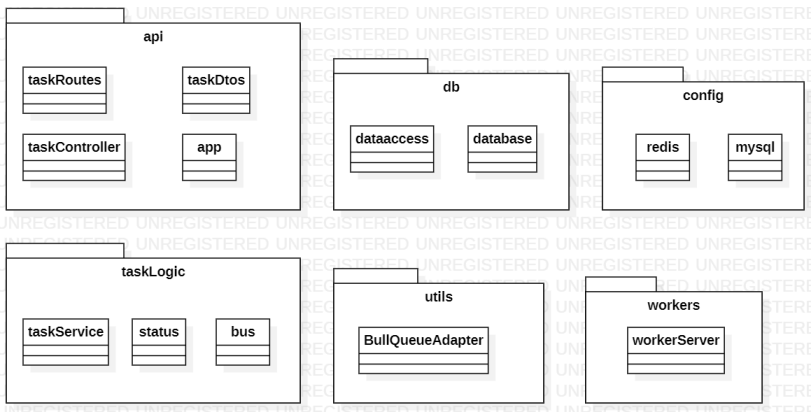 api
taskRoutes
taskDtos
taskController
app
db
dataaccess
database
config
redis
mysql
taskLogic
taskService
status
bus
utils
BullQueueAdapter
workers
workerServer
UNREGISTERED UNREGISTERED UNREGISTERED UNREGISTERED UNREGISTERED